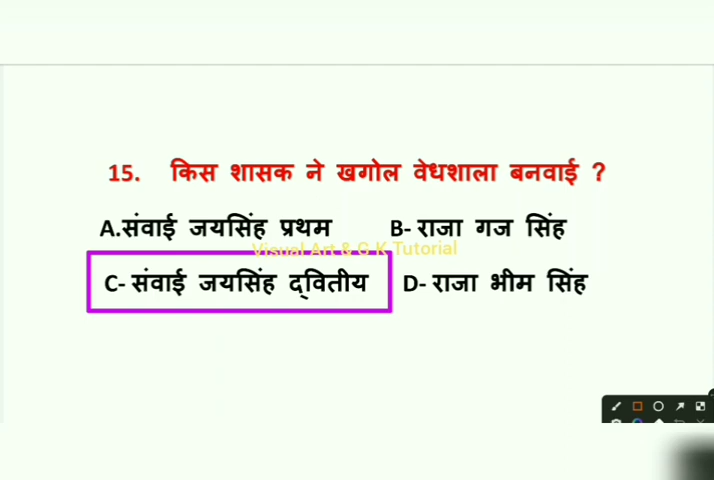 15. किस शासक ने खगोल वेधशाला बनवाई ?
A.संवाई जयसिंह प्रथम B- राजा गज सिंह
Visual Art & G K Tutorial
C- संवाई जयसिंह द्वितीय D- राजा भीम सिंह